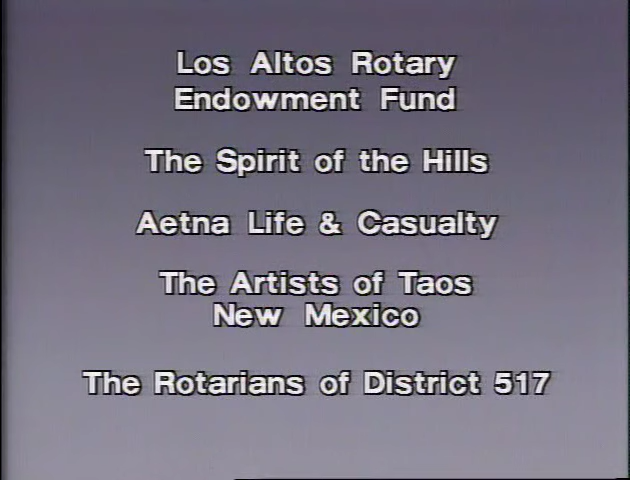 Los Altos Rotary
Endowment Fund
The Spirit of the Hills
Aetna Life & Casualty
The Artists of Taos
New Mexico
The Rotarians of District 517